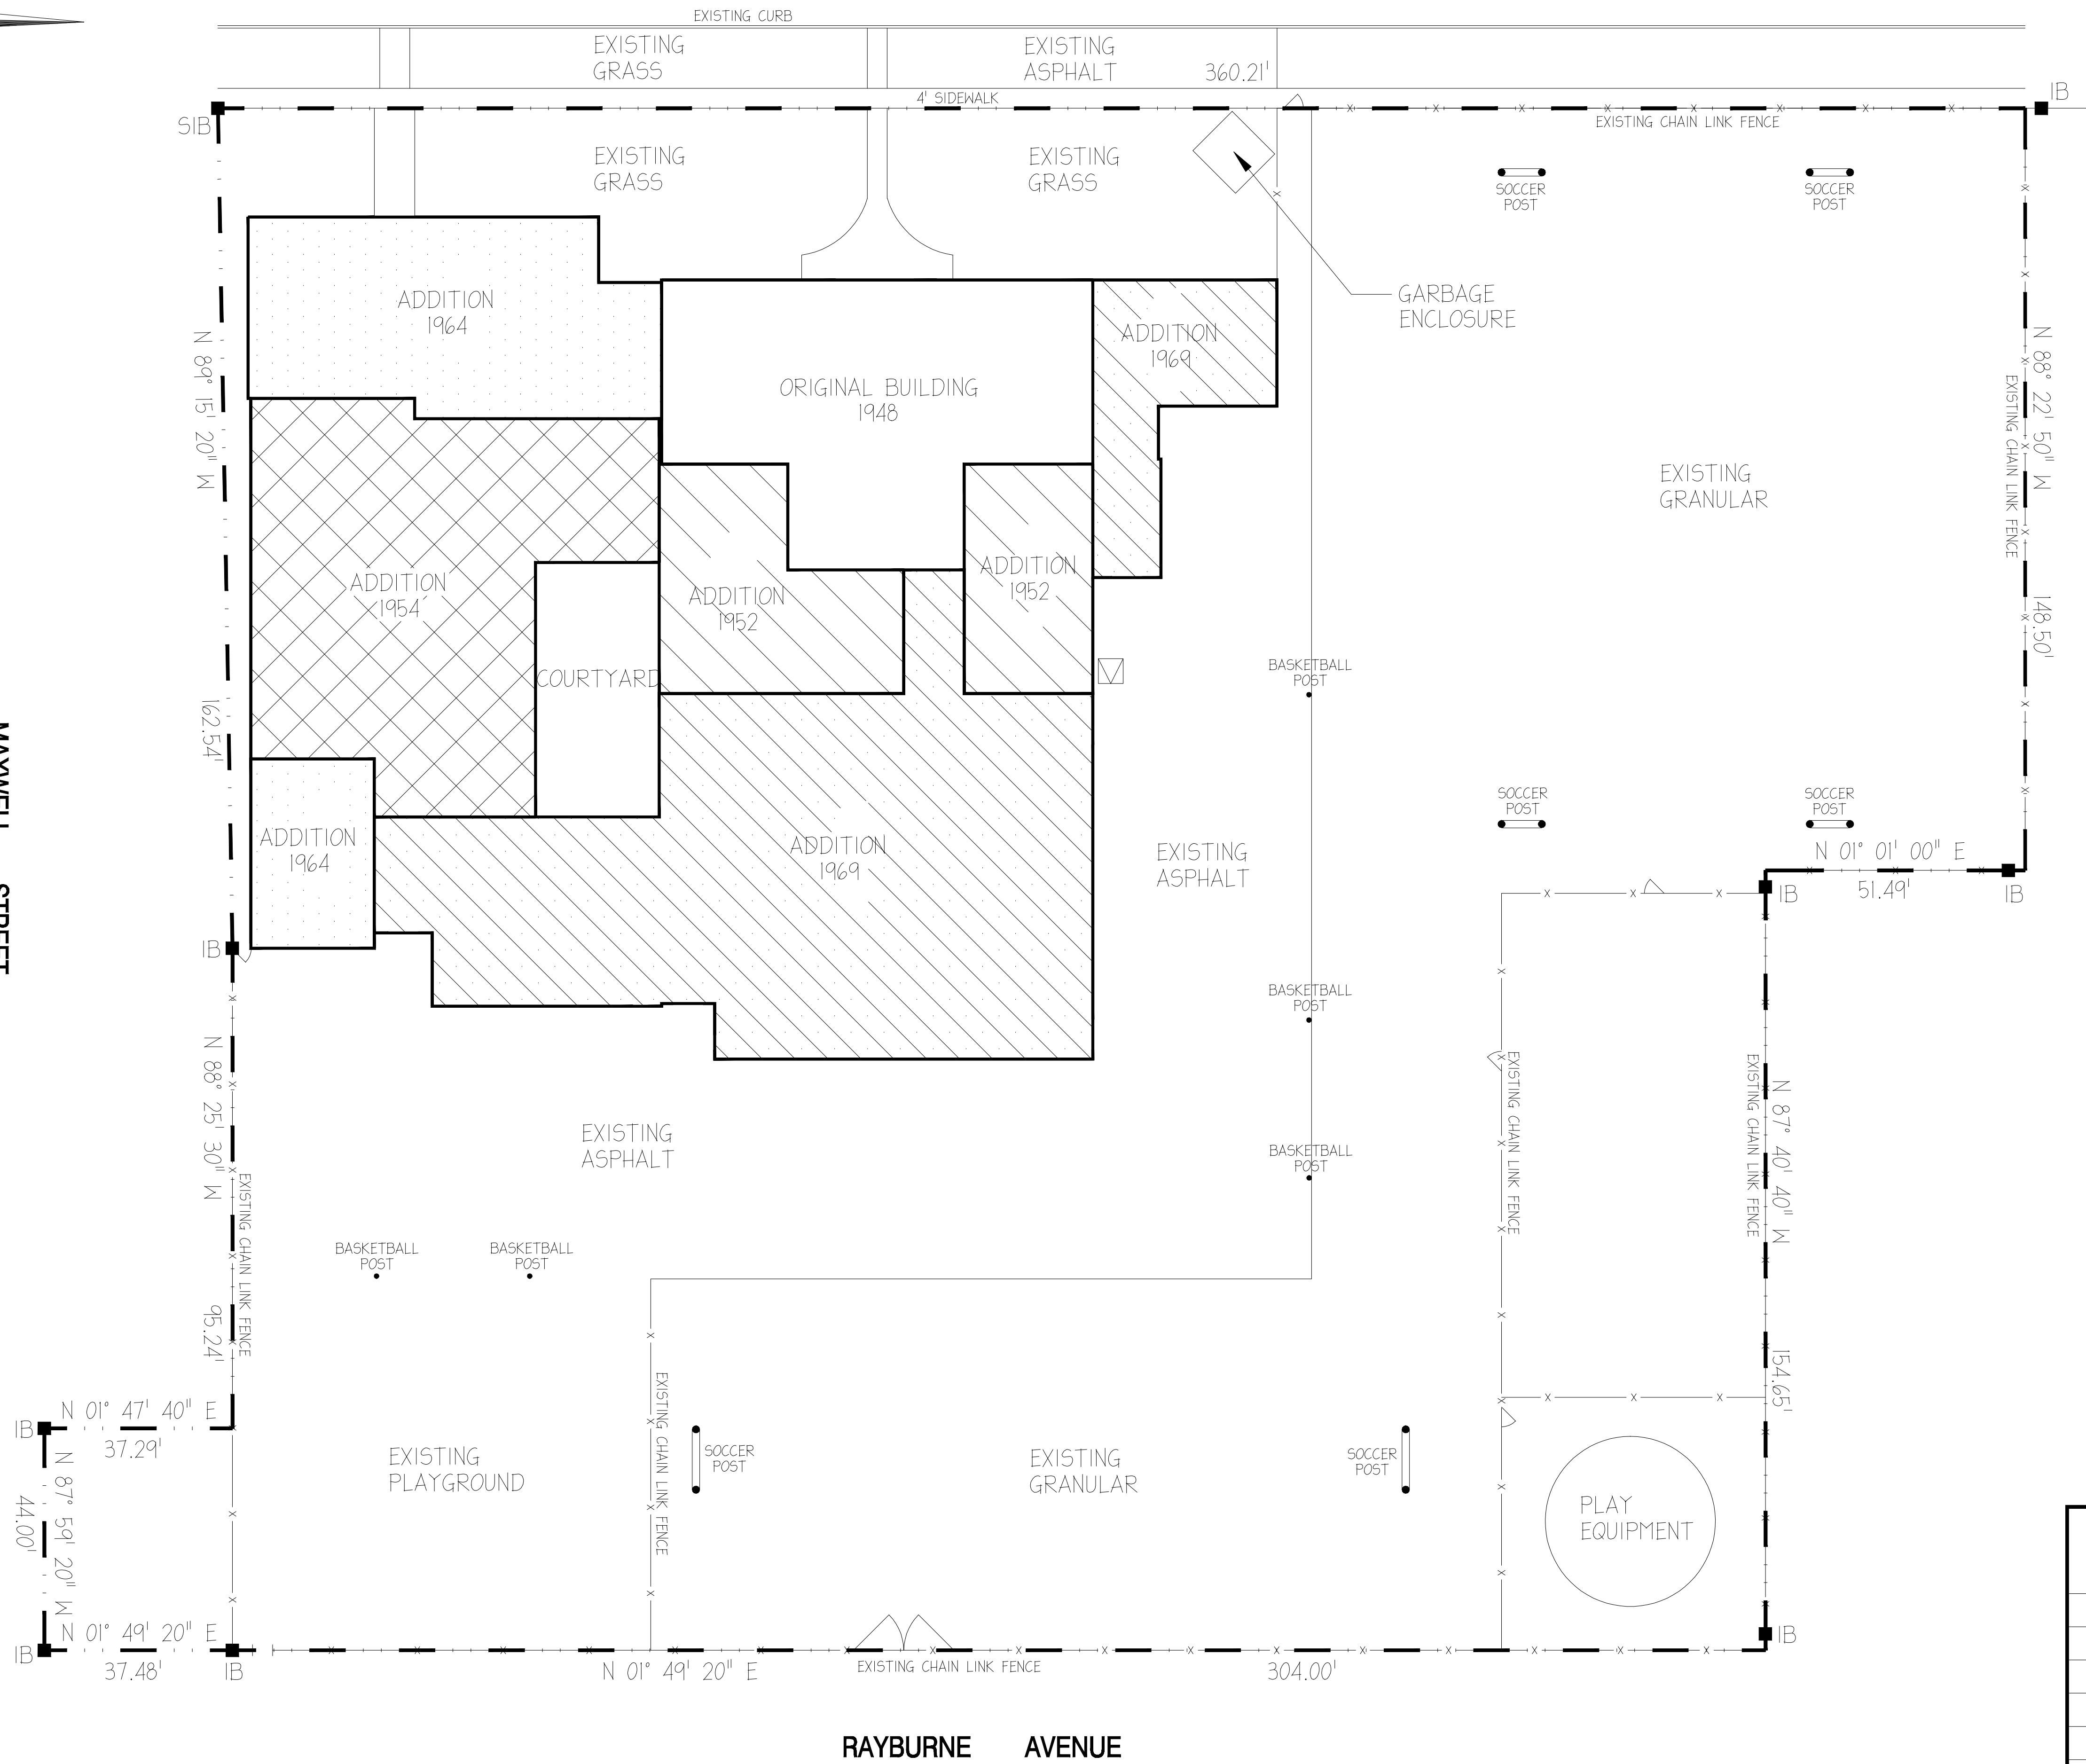 EXISTING CURB
EXISTING
GRASS
EXISTING
ASPHALT
360.21'
4' SIDEWALK
IB
SIB
EXISTING CHAIN LINK FENCE
EXISTING
GRASS
EXISTING
GRASS
SOCCER
POST
SOCCER
POST
ADDITION
1964
GARBAGE
ENCLOSURE
ADDITION
1969
ORIGINAL BUILDING
1948
N 89° 15' 20" W
162.54'
N 88° 22' 50" W
148.50'
EXISTING CHAIN LINK FENCE
EXISTING
GRANULAR
ADDITION
1954
ADDITION
1952
ADDITION
1952
COURTYARD
BASKETBALL
POST
MAXWELL STREET
ADDITION
1964
ADDITION
1969
EXISTING
ASPHALT
SOCCER
POST
SOCCER
POST
N 01° 01' 00" E
51.49'
IB
IB
IB
BASKETBALL
POST
N 88° 25' 30" W
95.24'
EXISTING CHAIN LINK FENCE
EXISTING
ASPHALT
BASKETBALL
POST
EXISTING CHAIN LINK FENCE
EXISTING CHAIN LINK FENCE
N 87° 40' 40" W
154.65'
BASKETBALL
POST
BASKETBALL
POST
N 01° 47' 40" E
37.29'
IB
N 87° 59' 20" W
44.00'
EXISTING
PLAYGROUND
EXISTING CHAIN LINK FENCE
SOCCER
POST
EXISTING
GRANULAR
SOCCER
POST
PLAY
EQUIPMENT
N 01° 49' 20" E
37.48'
IB
IB
N 01° 49' 20" E
EXISTING CHAIN LINK FENCE
304.00'
IB
RAYBURNE AVENUE